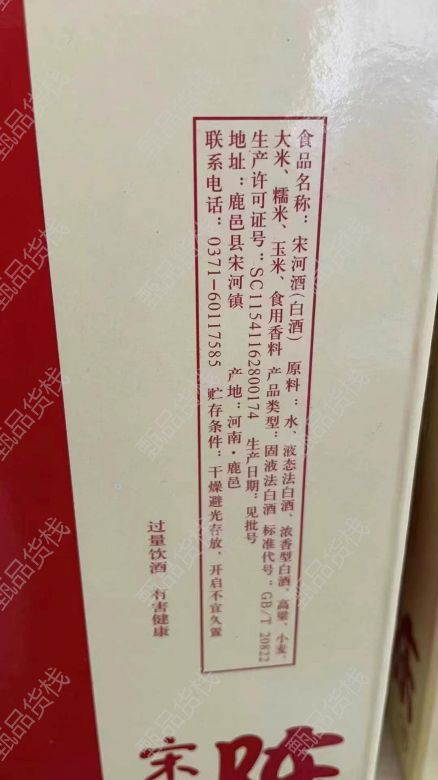 食品名称：宋河酒(白酒) 原料：水、液态法白酒、浓香型白酒、高粱、小麦、
大米、糯米、玉米、食用香料 产品类型：固液法白酒 标准代号：GB/T 20822
生产许可证号：SC11541162800174 生产日期：见批号
地址：鹿邑县宋河镇 产地：河南·鹿邑
联系电话：0371-60117585 贮存条件：干燥避光存放，开启不宜久置
过量饮酒 有害健康
宋
陈
甄品货栈